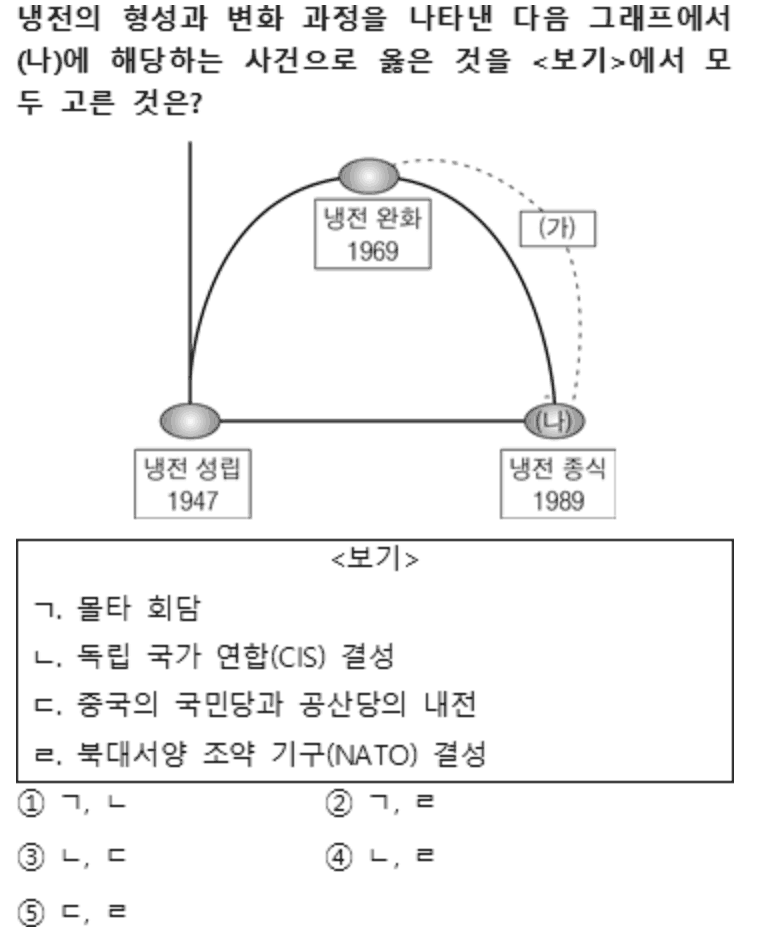 냉전의 형성과 변화 과정을 나타낸 다음 그래프에서
(나)에 해당하는 사건으로 옳은 것을 <보기>에서 모
두 고른 것은?
냉전 완화
1969
(가)
(나)
냉전 성립
1947
냉전 종식
1989
<보기>
ㄱ. 몰타 회담
ㄴ. 독립 국가 연합(CIS) 결성
ㄷ. 중국의 국민당과 공산당의 내전
ㄹ. 북대서양 조약 기구(NATO) 결성
① ㄱ, ㄴ ② ㄱ, ㄹ
③ ㄴ, ㄷ ④ ㄴ, ㄹ
⑤ ㄷ, ㄹ